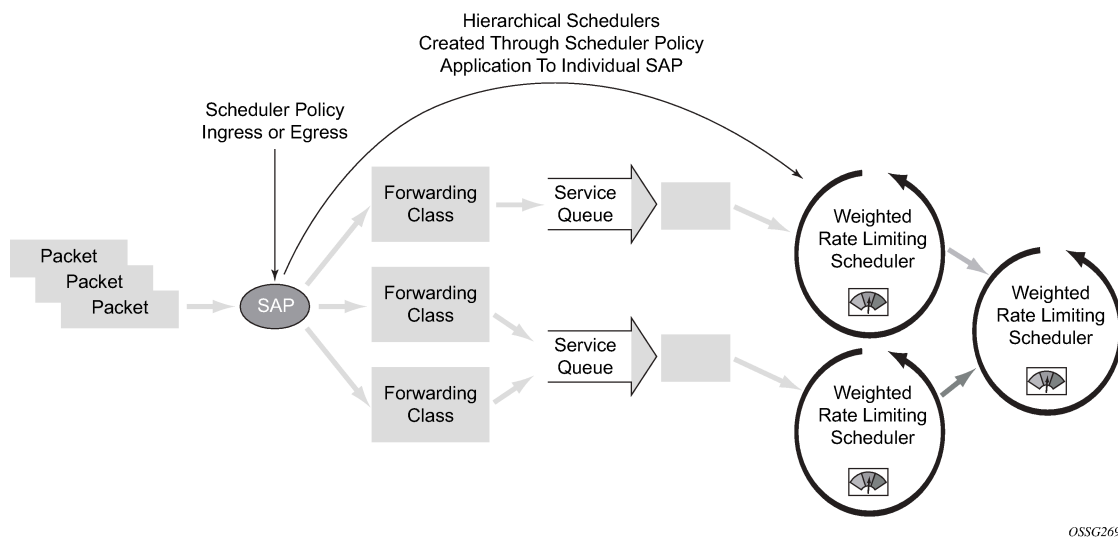 Hierarchical Schedulers
Created Through Scheduler Policy
Application To Individual SAP
Scheduler Policy
Ingress or Egress
Packet
Packet
Packet
SAP
Forwarding
Class
Forwarding
Class
Forwarding
Class
Service
Queue
Service
Queue
Weighted
Rate Limiting
Scheduler
Weighted
Rate Limiting
Scheduler
Weighted
Rate Limiting
Scheduler
OSSG269